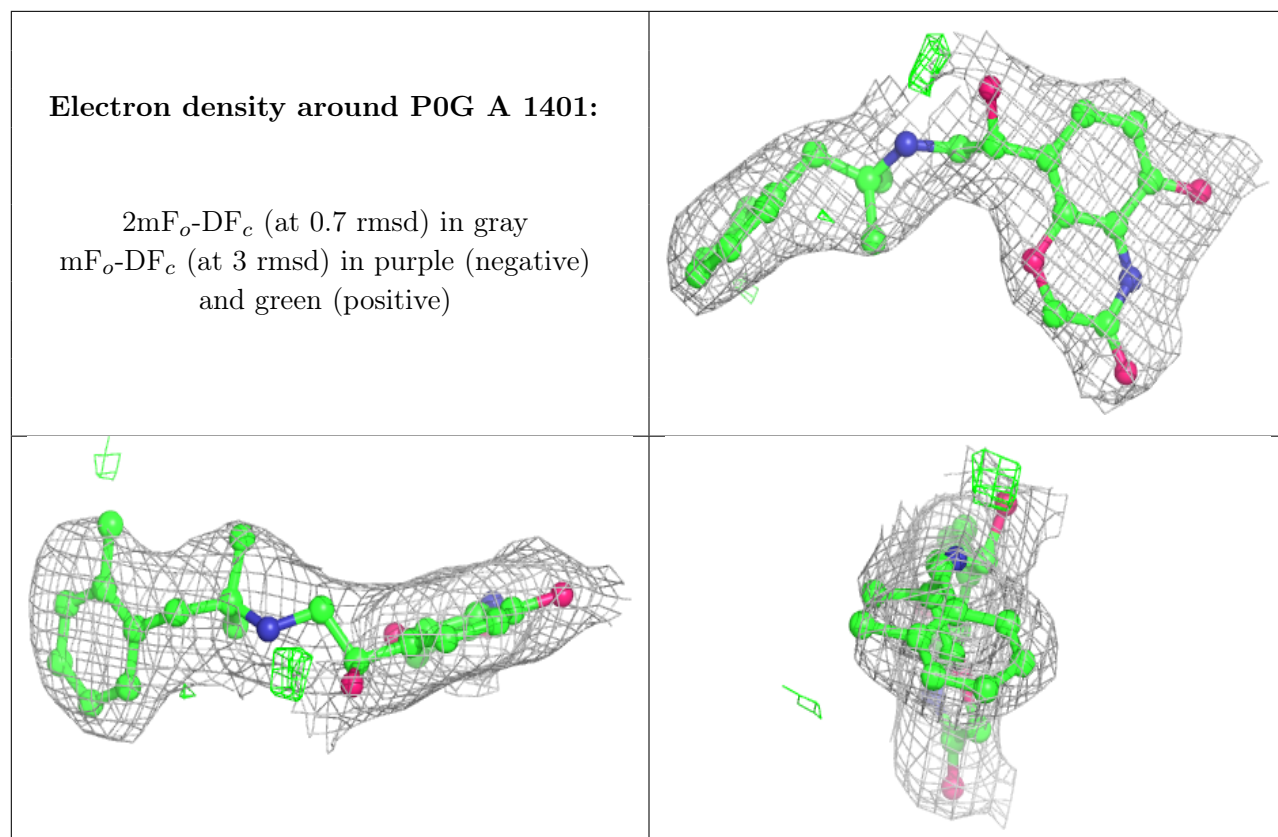 Electron density around P0G A 1401:
2mFo-DFc (at 0.7 rmsd) in gray
mFo-DFc (at 3 rmsd) in purple (negative)
and green (positive)